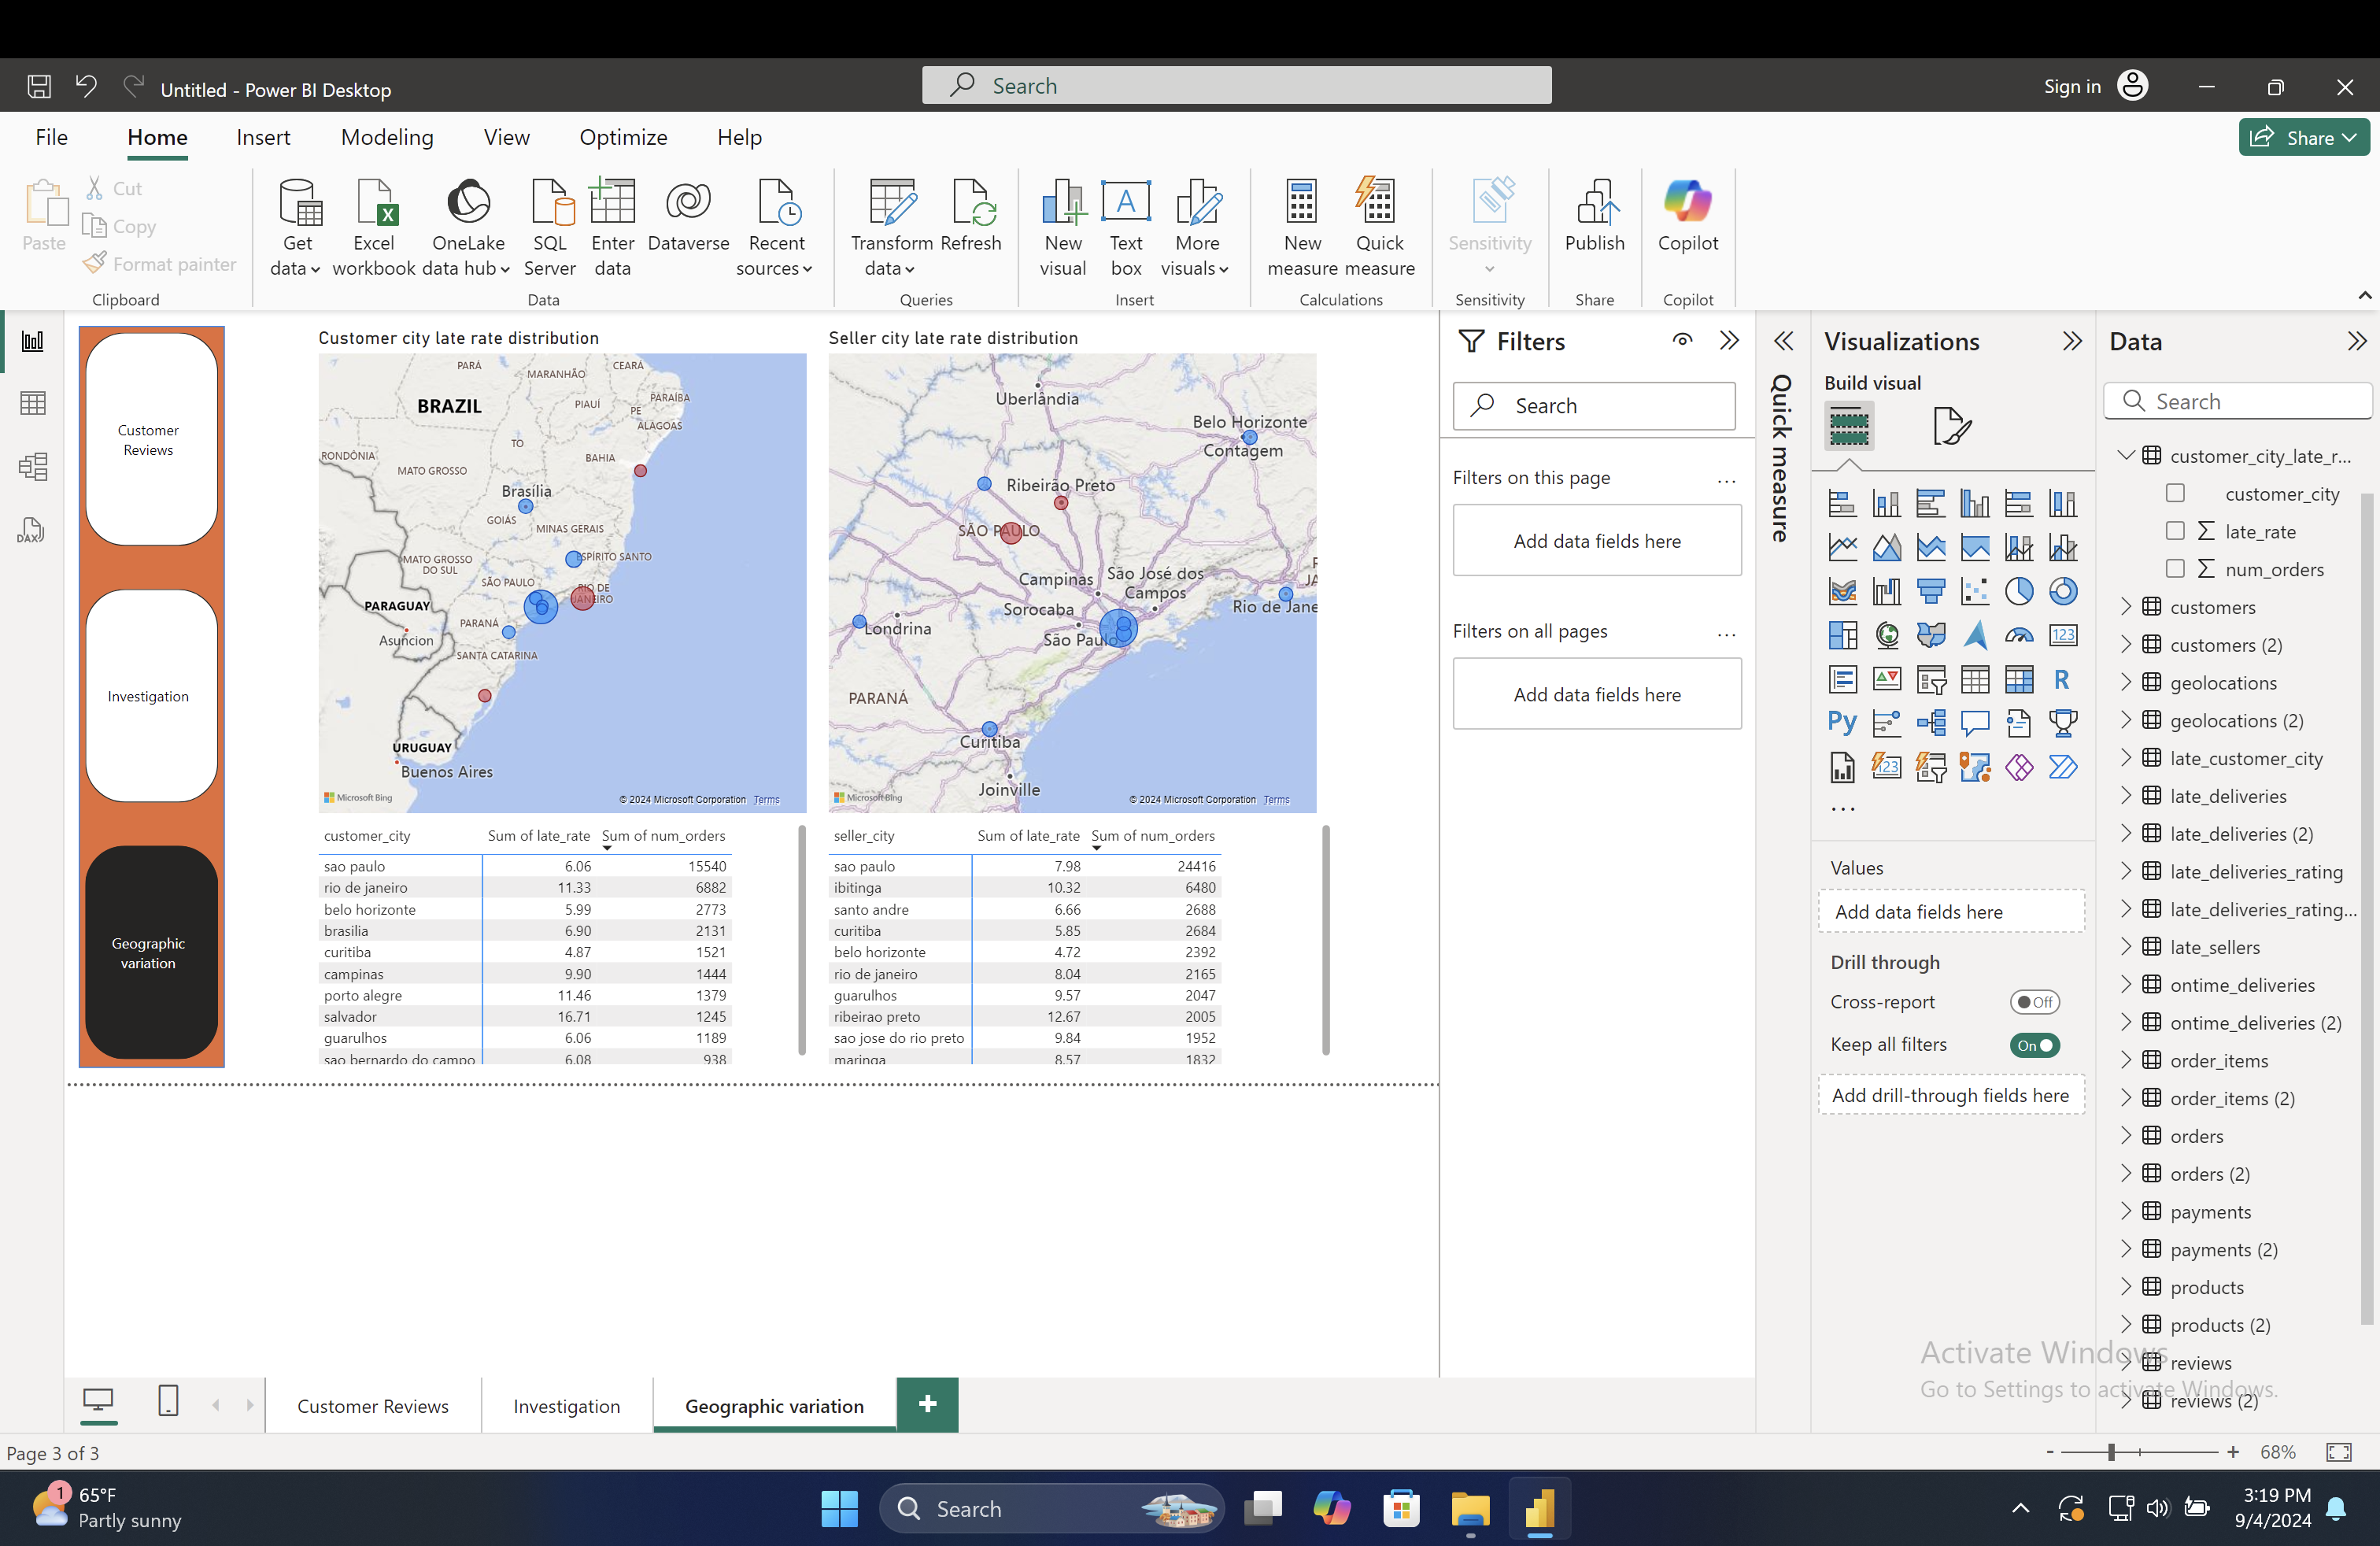 Untitled - Power BI Desktop
Search
Sign in
File
Home
Insert
Modeling
View
Optimize
Help
Share
Paste
Cut
Copy
Format painter
Clipboard
Get
data
Excel
workbook
OneLake
data hub
SQL
Server
Enter
data
Dataverse
Recent
sources
Data
Transform
data
Refresh
Queries
New
visual
Text
box
More
visuals
Insert
New
measure
Quick
measure
Calculations
Sensitivity
Sensitivity
Publish
Share
Copilot
Copilot
Customer
Reviews
Investigation
Geographic
variation
Customer city late rate distribution
PARÁ
MARANHÃO
CEARÁ
BRAZIL
PIAUÍ
PARAÍBA
PE
ALAGOAS
TO
RONDÔNIA
BAHIA
MATO GROSSO
Brasília
GOIÁS
MINAS GERAIS
MATO GROSSO
DO SUL
ESPÍRITO SANTO
SÃO PAULO
RIO DE
JANEIRO
PARAGUAY
PARANÁ
Asuncion
SANTA CATARINA
URUGUAY
Buenos Aires
Microsoft Bing
© 2024 Microsoft Corporation Terms
Seller city late rate distribution
Uberlândia
Belo Horizonte
Contagem
Ribeirão Preto
SÃO PAULO
Campinas
São José dos
Campos
Sorocaba
Rio de Jane
Londrina
São Paulo
PARANÁ
Curitiba
Joinville
Microsoft Bing
© 2024 Microsoft Corporation Terms
customer_city Sum of late_rate Sum of num_orders
sao paulo 6.06 15540
rio de janeiro 11.33 6882
belo horizonte 5.99 2773
brasilia 6.90 2131
curitiba 4.87 1521
campinas 9.90 1444
porto alegre 11.46 1379
salvador 16.71 1245
guarulhos 6.06 1189
sao bernardo do campo 6.08 938
seller_city Sum of late_rate Sum of num_orders
sao paulo 7.98 24416
ibitinga 10.32 6480
santo andre 6.66 2688
curitiba 5.85 2684
belo horizonte 4.72 2392
rio de janeiro 8.04 2165
guarulhos 9.57 2047
ribeirao preto 12.67 2005
sao jose do rio preto 9.84 1952
maringa 8.57 1832
Filters
Search
Filters on this page
...
Add data fields here
Filters on all pages
...
Add data fields here
Quick measure
Visualizations
Build visual
123
R
Py
123
...
Values
Add data fields here
Drill through
Cross-report
Off
Keep all filters
On
Add drill-through fields here
Data
Search
customer_city_late_r...
customer_city
late_rate
num_orders
customers
customers (2)
geolocations
geolocations (2)
late_customer_city
late_deliveries
late_deliveries (2)
late_deliveries_rating
late_deliveries_rating...
late_sellers
ontime_deliveries
ontime_deliveries (2)
order_items
order_items (2)
orders
orders (2)
payments
payments (2)
products
products (2)
reviews
reviews (2)
Activate Windows
Go to Settings to activate Windows.
DAX
Customer Reviews
Investigation
Geographic variation
+
Page 3 of 3
- + 68%
1
65°F
Partly sunny
Search
3:19 PM
9/4/2024